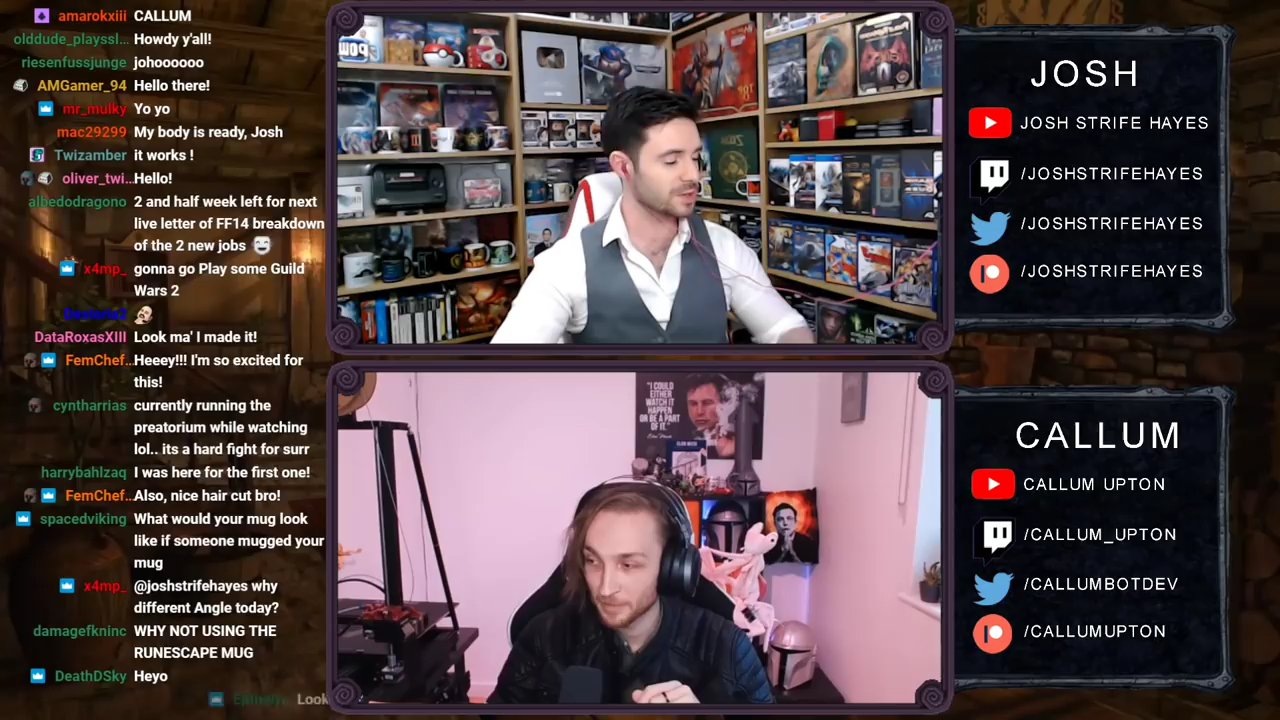 amarokxiii CALLUM
olddude_playssl... Howdy y'all!
riesenfussjunge johoooooo
AMGamer_94 Hello there!
mr_mulky Yo yo
mac29299 My body is ready, Josh
Twizamber it works !
oliver_twi... Hello!
albedodragono 2 and half week left for next
live letter of FF14 breakdown
of the 2 new jobs
x4mp_ gonna go Play some Guild
Wars 2
DataRoxasXIII Look ma' I made it!
FemChef... Heeey!!! I'm so excited for
this!
cyntharrias currently running the
preatorium while watching
lol.. its a hard fight for surr
harrybahlzaq I was here for the first one!
FemChef... Also, nice hair cut bro!
spacedviking What would your mug look
like if someone mugged your
mug
x4mp_ @joshstrifehayes why
different Angle today?
damagefkninc WHY NOT USING THE
RUNESCAPE MUG
DeathDSky Heyo
Look
JOSH
JOSH STRIFE HAYES
/JOSHSTRIFEHAYES
/JOSHSTRIFEHAYES
/JOSHSTRIFEHAYES
"I COULD
EITHER
WATCH IT
HAPPEN
OR BE A
PART
OF IT."
CALLUM
CALLUM UPTON
/CALLUM_UPTON
/CALLUMBOTDEV
/CALLUMUPTON